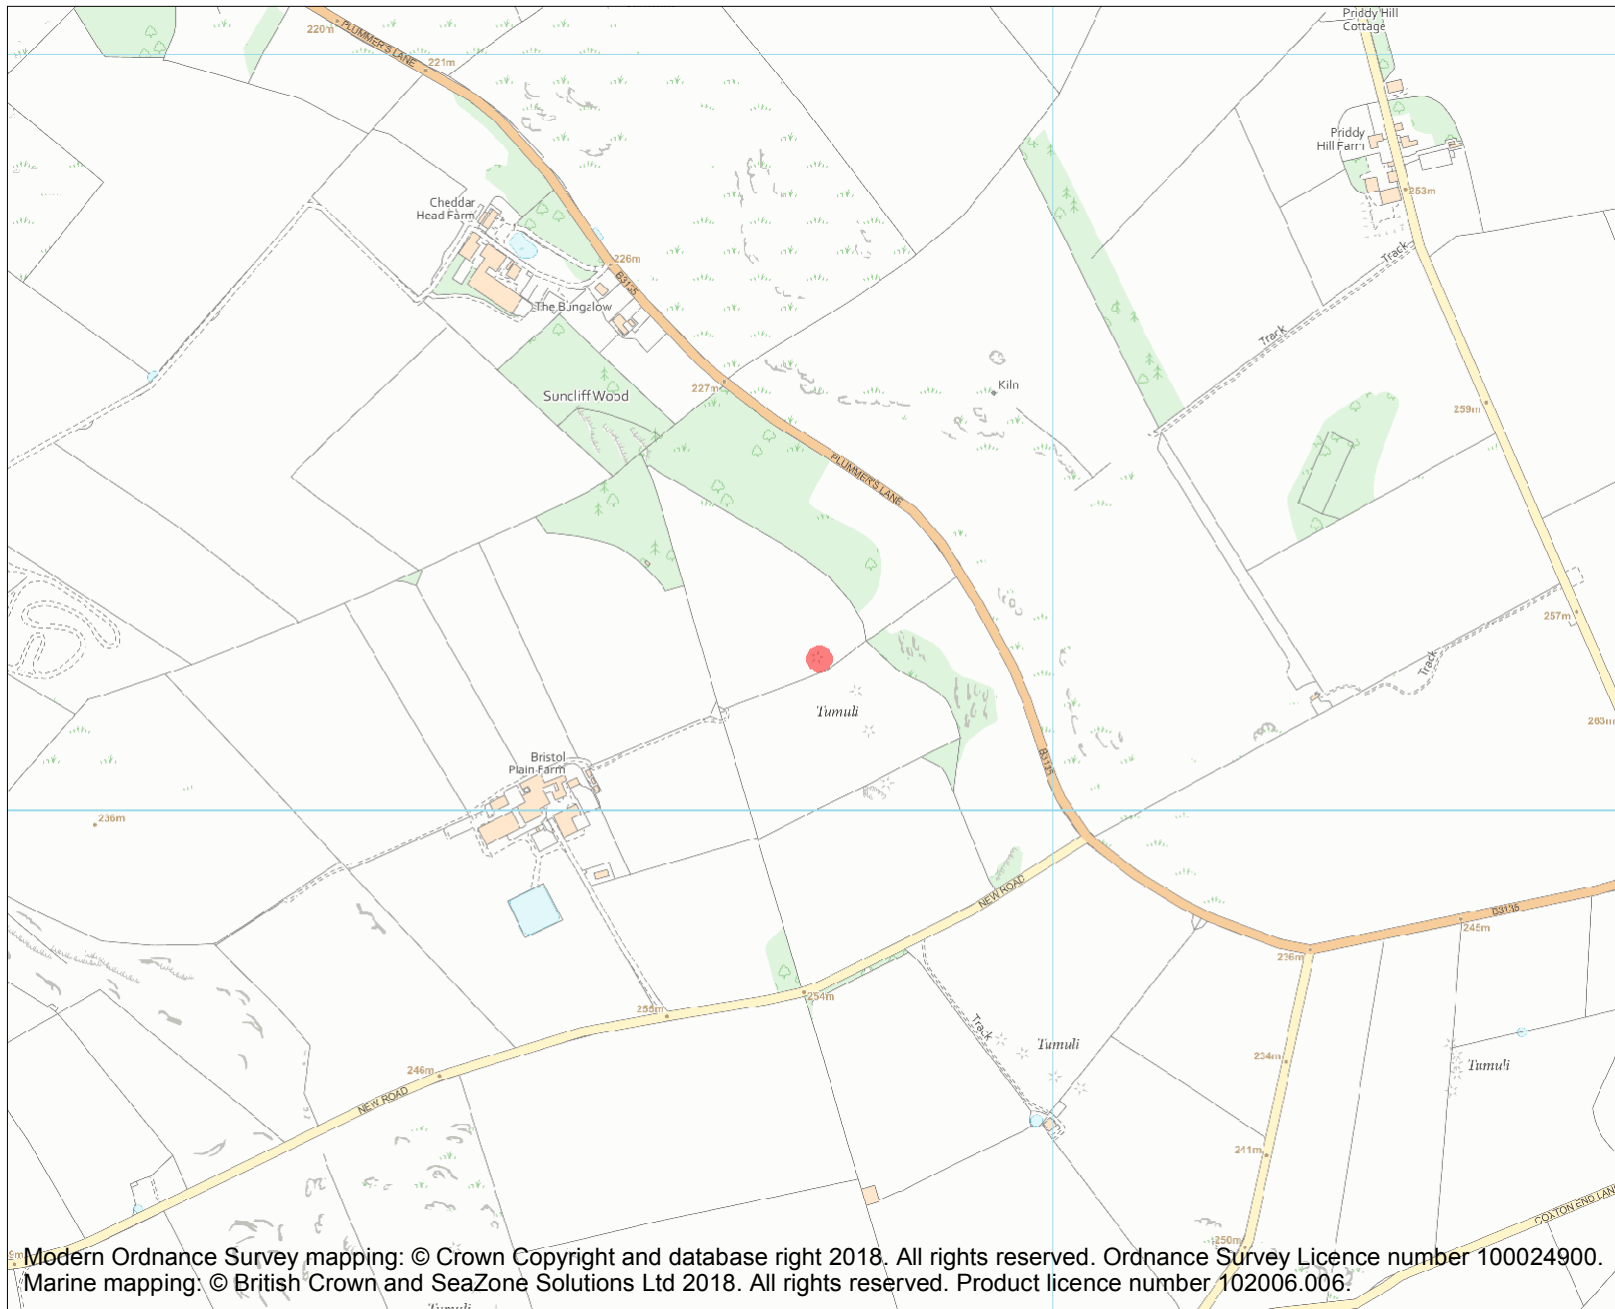 Priddy Hill
Cottage
220m
PLUMMER'S LANE
221m
Priddy
Hill Farm
253m
Cheddar
Head Farm
226m
B3135
Track
The Bungalow
Track
227m
Kiln
Suncliff Wood
259m
PLUMMER'S LANE
257m
Track
Tumuli
263m
Bristol
Plain Farm
B3135
236m
NEW ROAD
B3135
245m
236m
254m
255m
Track
Tumuli
234m
Tumuli
246m
NEW ROAD
241m
COXTON END LANE
250m
Modern Ordnance Survey mapping: © Crown Copyright and database right 2018. All rights reserved. Ordnance Survey Licence number 100024900.
Marine mapping: © British Crown and SeaZone Solutions Ltd 2018. All rights reserved. Product licence number 102006.006.
Tumuli